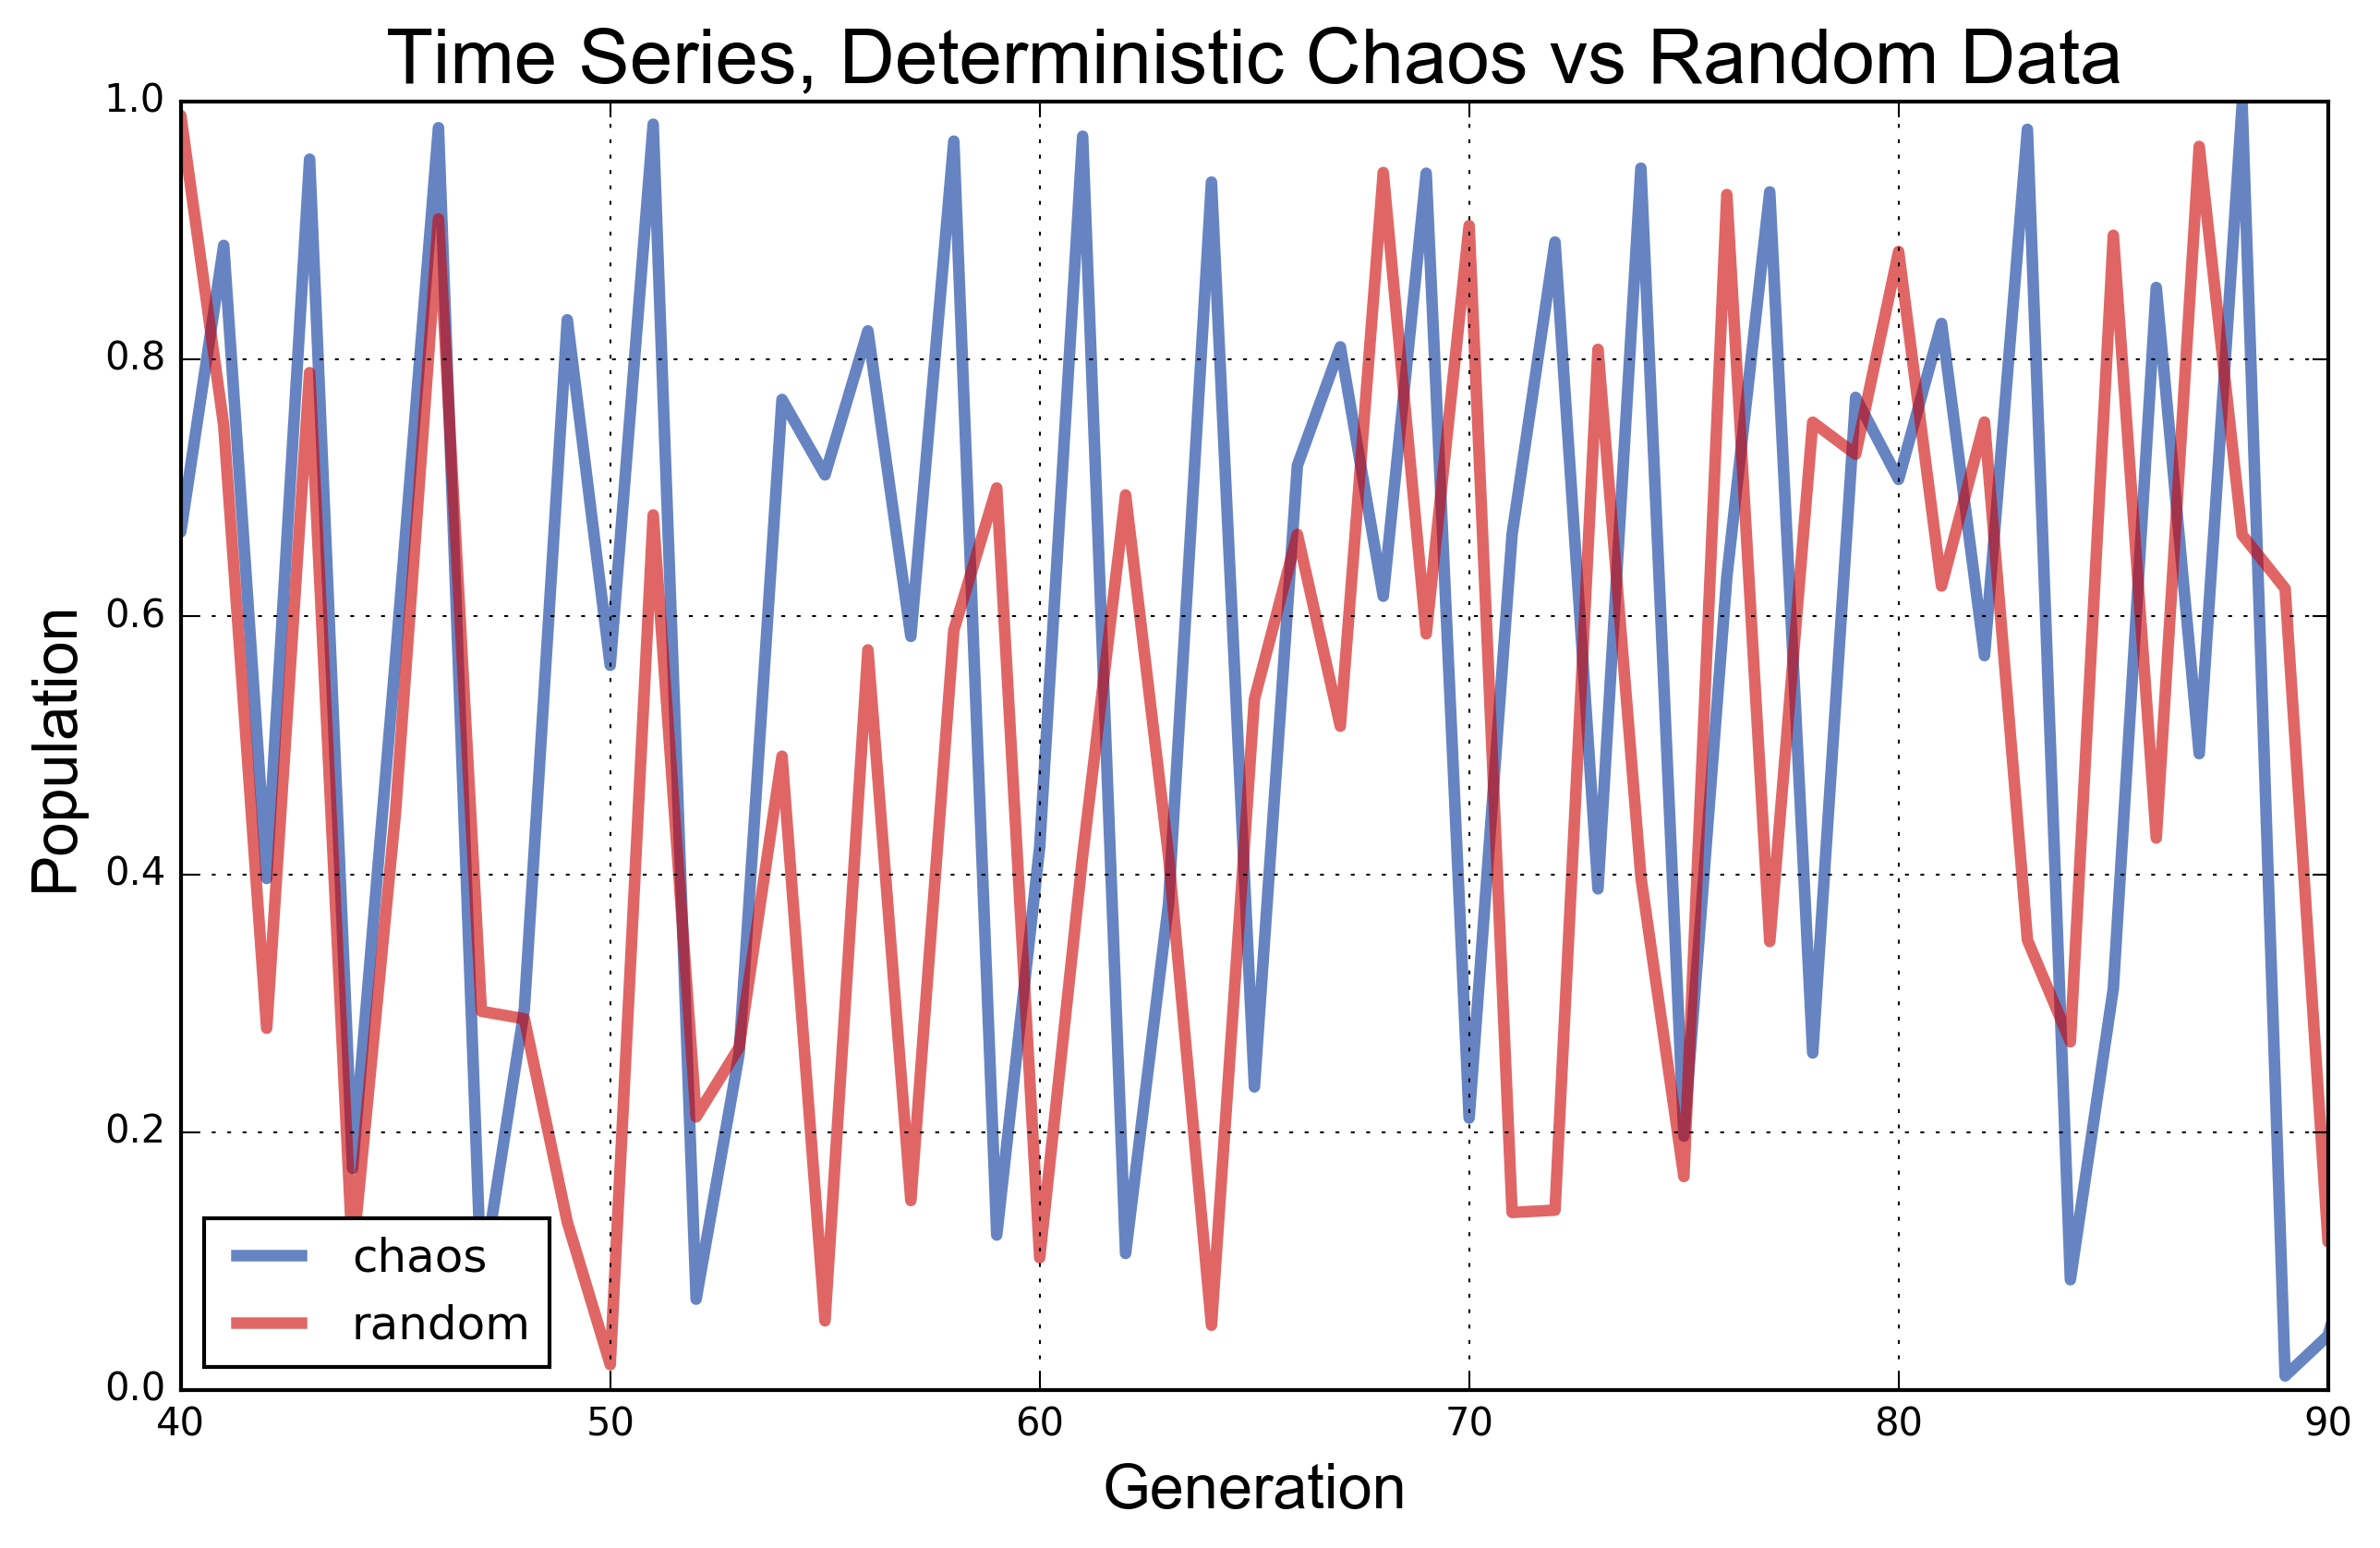 Time Series, Deterministic Chaos vs Random Data
1.0
0.8
0.6
0.4
0.2
0.0
Population
chaos
random
40 50 60 70 80 90
Generation